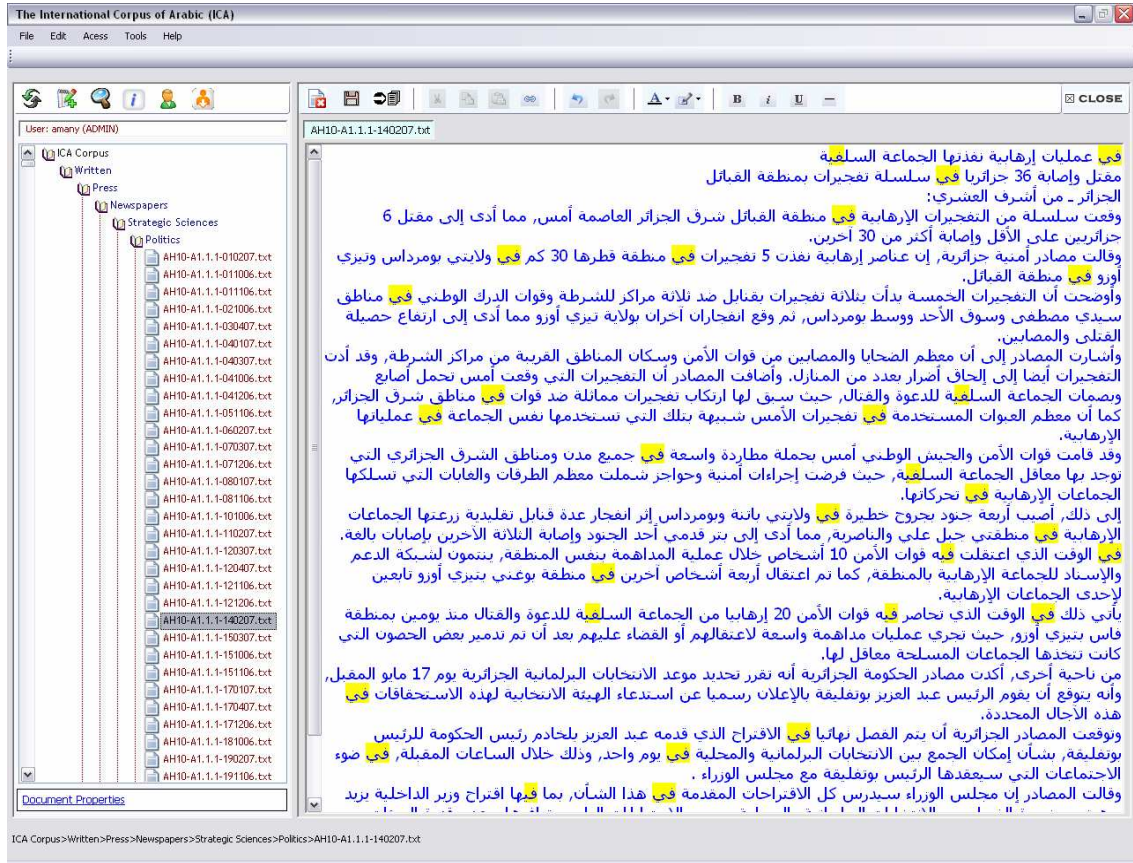 The International Corpus of Arabic (ICA)
File Edit Acess Tools Help
User: amany (ADMIN)
ICA Corpus
Written
Press
Newspapers
Strategic Sciences
Politics
AH10-A1.1.1-010207.txt
AH10-A1.1.1-011006.txt
AH10-A1.1.1-011106.txt
AH10-A1.1.1-021006.txt
AH10-A1.1.1-030407.txt
AH10-A1.1.1-040107.txt
AH10-A1.1.1-040307.txt
AH10-A1.1.1-041006.txt
AH10-A1.1.1-041206.txt
AH10-A1.1.1-051106.txt
AH10-A1.1.1-060207.txt
AH10-A1.1.1-070307.txt
AH10-A1.1.1-071206.txt
AH10-A1.1.1-080107.txt
AH10-A1.1.1-081106.txt
AH10-A1.1.1-101006.txt
AH10-A1.1.1-110207.txt
AH10-A1.1.1-120307.txt
AH10-A1.1.1-120407.txt
AH10-A1.1.1-121106.txt
AH10-A1.1.1-121206.txt
AH10-A1.1.1-140207.txt
AH10-A1.1.1-150307.txt
AH10-A1.1.1-151006.txt
AH10-A1.1.1-151106.txt
AH10-A1.1.1-170107.txt
AH10-A1.1.1-170407.txt
AH10-A1.1.1-171206.txt
AH10-A1.1.1-181006.txt
AH10-A1.1.1-190207.txt
AH10-A1.1.1-191106.txt
Document Properties
A B i U CLOSE
AH10-A1.1.1-140207.txt
في عمليات إرهابية نفذتها الجماعة السلفية
مقتل وإصابة 36 جزائريا في سلسلة تفجيرات بمنطقة القبائل
الجزائر ـ من أشرف العشري:
وقعت سلسلة من التفجيرات الإرهابية في منطقة القبائل شرق الجزائر العاصمة أمس, مما أدى إلى مقتل 6
جزائريين على الأقل وإصابة أكثر من 30 آخرين.
وقالت مصادر أمنية جزائرية, إن عناصر إرهابية نفذت 5 تفجيرات في منطقة قطرها 30 كم في ولايتي بومرداس وتيزي
أوزو في منطقة القبائل.
وأوضحت أن التفجيرات الخمسة بدأت بثلاثة تفجيرات بقنابل ضد ثلاثة مراكز للشرطة وقوات الدرك الوطني في مناطق
سيدي مصطفى وسوق الأحد ووسط بومرداس, ثم وقع انفجاران آخران بولاية تيزي أوزو مما أدى إلى ارتفاع حصيلة
القتلى والمصابين.
وأشارت المصادر إلى أن معظم الضحايا والمصابين من قوات الأمن وسكان المناطق القريبة من مراكز الشرطة, وقد أدت
التفجيرات أيضا إلى إلحاق أضرار بعدد من المنازل. وأضافت المصادر أن التفجيرات التي وقعت أمس تحمل أصابع
وبصمات الجماعة السلفية للدعوة والقتال, حيث سبق لها ارتكاب تفجيرات مماثلة ضد قوات في مناطق شرق الجزائر,
كما أن معظم العبوات المستخدمة في تفجيرات الأمس شبيهة بتلك التي تستخدمها نفس الجماعة في عملياتها
الإرهابية.
وقد قامت قوات الأمن والجيش الوطني أمس بحملة مطاردة واسعة في جميع مدن ومناطق الشرق الجزائري التي
توجد بها معاقل الجماعة السلفية, حيث فرضت إجراءات أمنية وحواجز شملت معظم الطرقات والغابات التي تسلكها
الجماعات الإرهابية في تحركاتها.
إلى ذلك, أصيب أربعة جنود بجروح خطيرة في ولايتي باتنة وبومرداس إثر انفجار عدة قنابل تقليدية زرعتها الجماعات
الإرهابية في منطقتي جبل علي والناصرية, مما أدى إلى بتر قدمي أحد الجنود وإصابة الثلاثة الآخرين بإصابات بالغة.
في الوقت الذي اعتقلت فيه قوات الأمن 10 أشخاص خلال عملية المداهمة بنفس المنطقة, ينتمون لشبكة الدعم
والإسناد للجماعة الإرهابية بالمنطقة, كما تم اعتقال أربعة أشخاص آخرين في منطقة بوغني بتيزي أوزو تابعين
لإحدى الجماعات الإرهابية.
يأتي ذلك في الوقت الذي تحاصر فيه قوات الأمن 20 إرهابيا من الجماعة السلفية للدعوة والقتال منذ يومين بمنطقة
فاس بتيزي أوزو, حيث تجري عمليات مداهمة واسعة لاعتقالهم أو القضاء عليهم بعد أن تم تدمير بعض الحصون التي
كانت تتخذها الجماعات المسلحة معاقل لها.
من ناحية أخرى, أكدت مصادر الحكومة الجزائرية أنه تقرر تحديد موعد الانتخابات البرلمانية الجزائرية يوم 17 مايو المقبل,
وأنه يتوقع أن يقوم الرئيس عبد العزيز بوتفليقة بالإعلان رسميا عن استدعاء الهيئة الانتخابية لهذه الاستحقاقات في
هذه الآجال المحددة.
وتوقعت المصادر الجزائرية أن يتم الفصل نهائيا في الاقتراح الذي قدمه عبد العزيز بلخادم رئيس الحكومة للرئيس
بوتفليقة, بشأن إمكان الجمع بين الانتخابات البرلمانية والمحلية في يوم واحد, وذلك خلال الساعات المقبلة, في ضوء
الاجتماعات التي سيعقدها الرئيس بوتفليقة مع مجلس الوزراء .
وقالت المصادر إن مجلس الوزراء سيدرس كل الاقتراحات المقدمة في هذا الشأن, بما فيها اقتراح وزير الداخلية يزيد
ICA Corpus>Written>Press>Newspapers>Strategic Sciences>Politics>AH10-A1.1.1-140207.txt